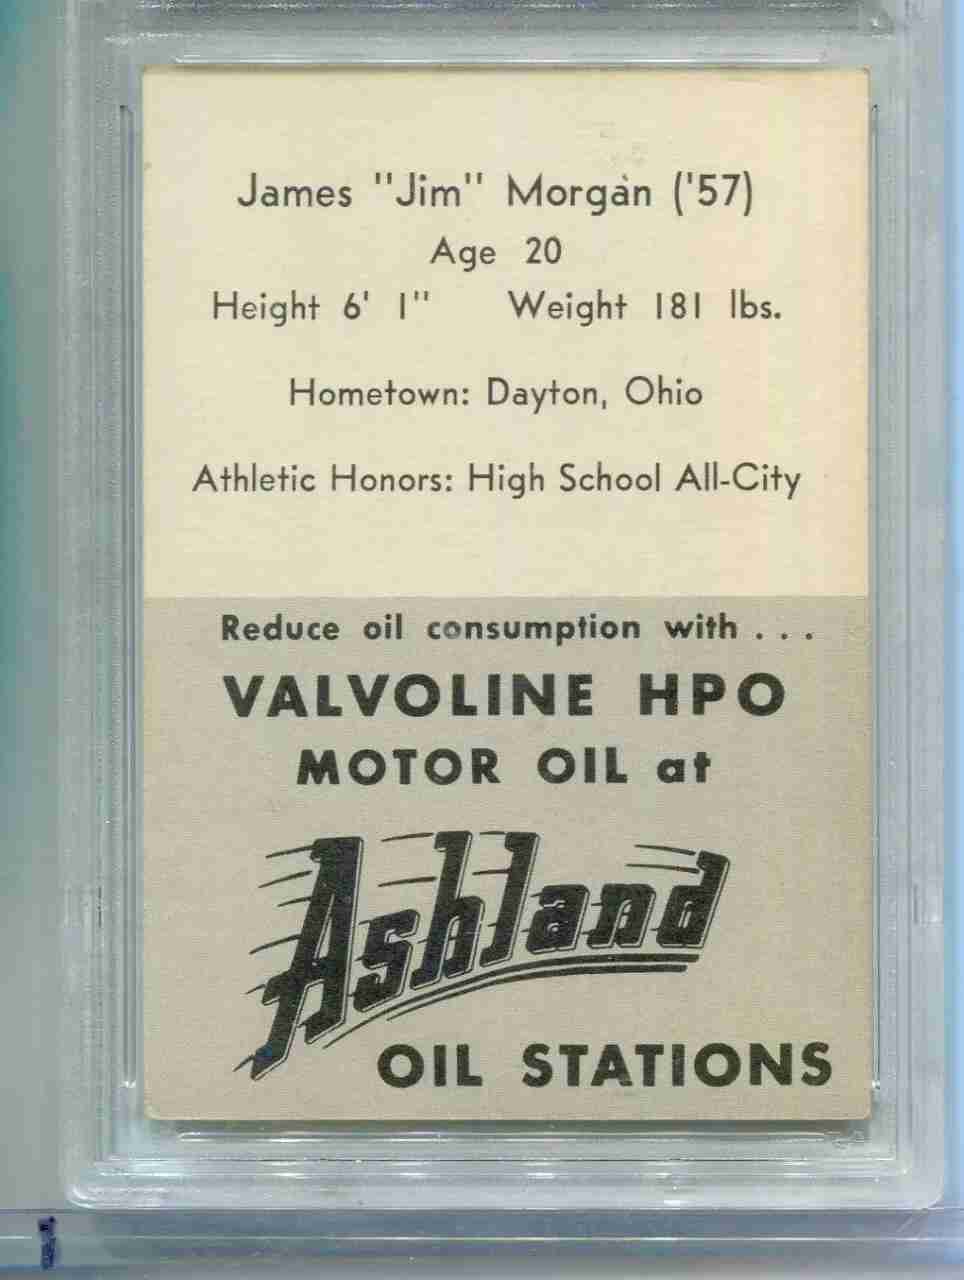 James "Jim" Morgan ('57)
Age 20
Height 6' 1" Weight 181 lbs.
Hometown: Dayton, Ohio
Athletic Honors: High School All-City
Reduce oil consumption with . . .
VALVOLINE HPO
MOTOR OIL at
Ashland
OIL STATIONS